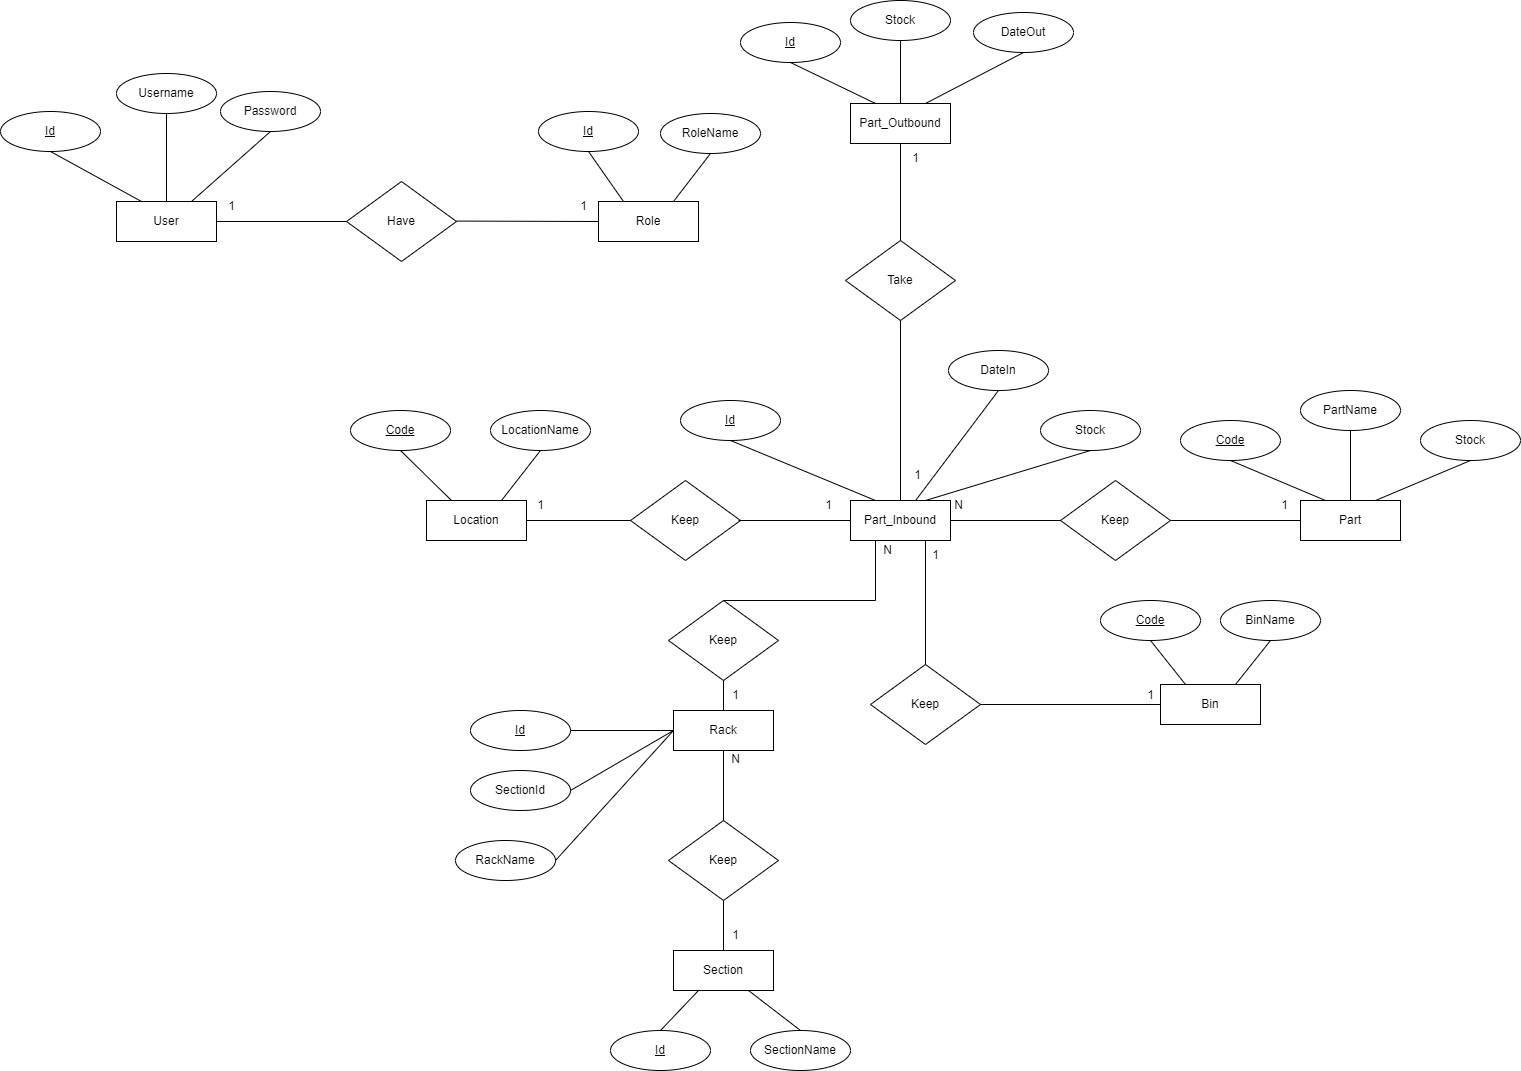 Stock
DateOut
Id
Username
Password
Part_Outbound
Id
Id
RoleName
1
1
1
User
Have
Role
Take
DateIn
PartName
Id
Code
LocationName
Stock
Code
Stock
1
1
1
N
1
Location
Keep
Part_Inbound
Keep
Part
1
N
1
Code
BinName
Keep
1
1
Keep
Bin
Id
Rack
N
SectionId
RackName
Keep
1
Section
Id
SectionName